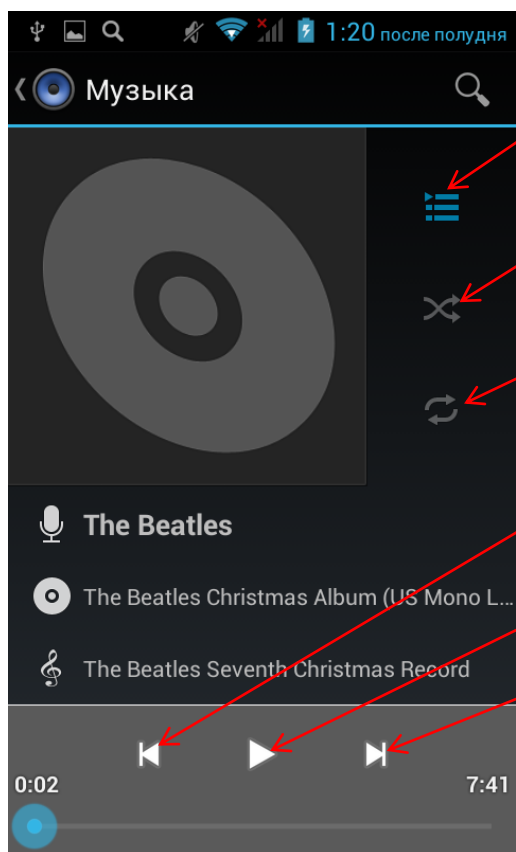 1:20 после полудня
Музыка
The Beatles
The Beatles Christmas Album (US Mono L...
The Beatles Seventh Christmas Record
0:02
7:41